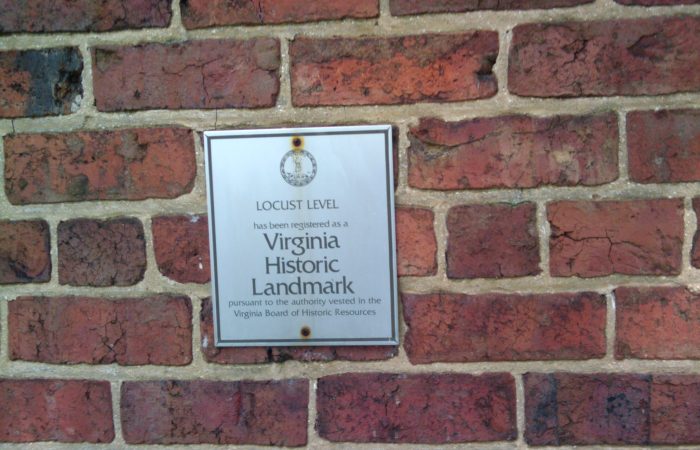 LOCUST LEVEL
has been registered as a
Virginia
Historic
Landmark
pursuant to the authority vested in the
Virginia Board of Historic Resources